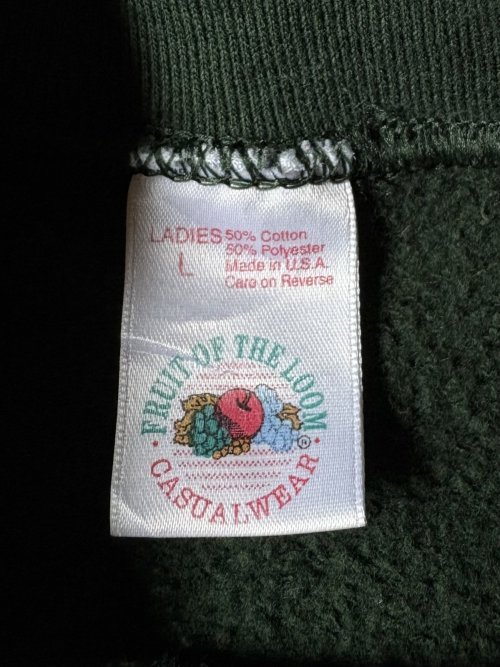 LADIES 50% Cotton
L 50% Polyester
Made in U.S.A.
Care on Reverse
FRUIT OF THE LOOM
®
CASUALWEAR